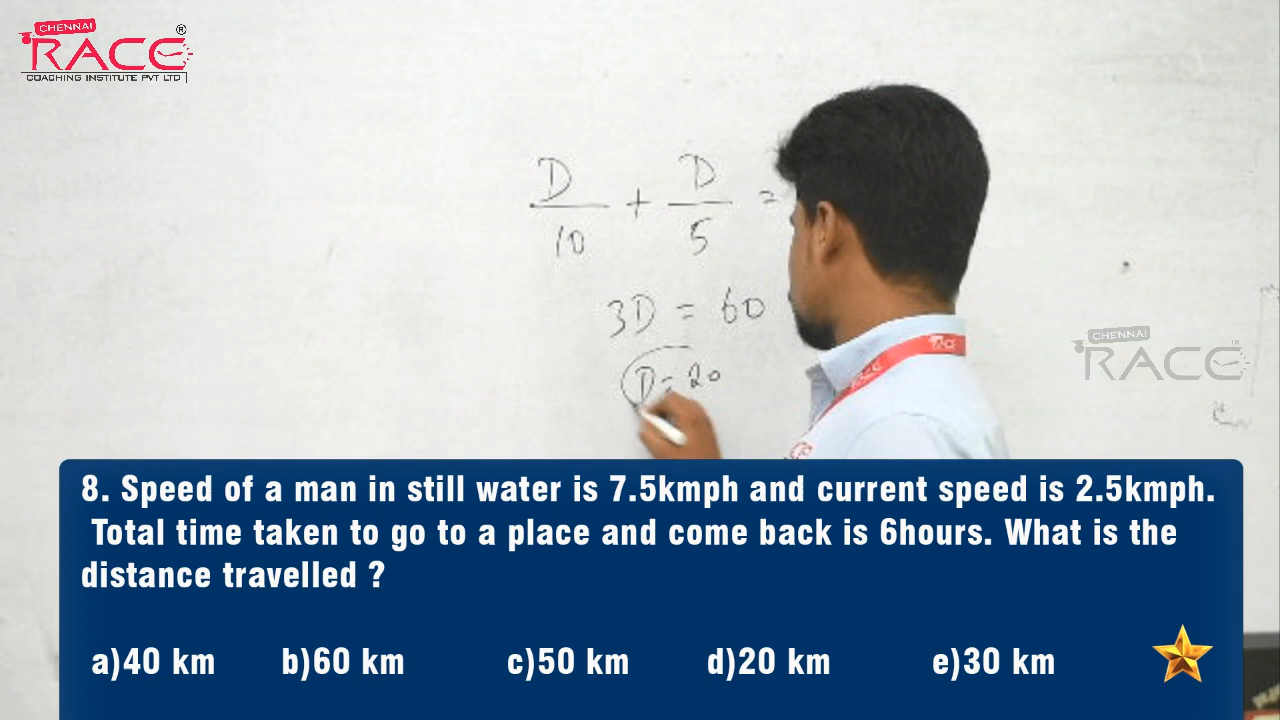 CHENNAI
RACE ®
COACHING INSTITUTE PVT LTD
D/10 + D/5 =
3D = 60
D = 20
RACE
CHENNAI
RACE
8. Speed of a man in still water is 7.5kmph and current speed is 2.5kmph.
Total time taken to go to a place and come back is 6hours. What is the
distance travelled ?
a)40 km b)60 km c)50 km d)20 km e)30 km